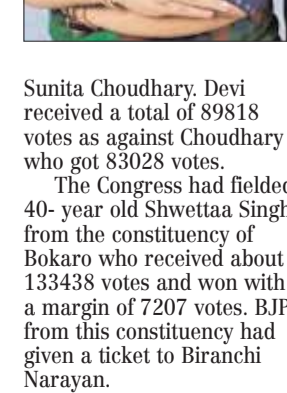 Sunita Choudhary. Devi
received a total of 89818
votes as against Choudhary
who got 83028 votes.
The Congress had fielded
40- year old Shwettaa Singh
from the constituency of
Bokaro who received about
133438 votes and won with
a margin of 7207 votes. BJP
from this constituency had
given a ticket to Biranchi
Narayan.